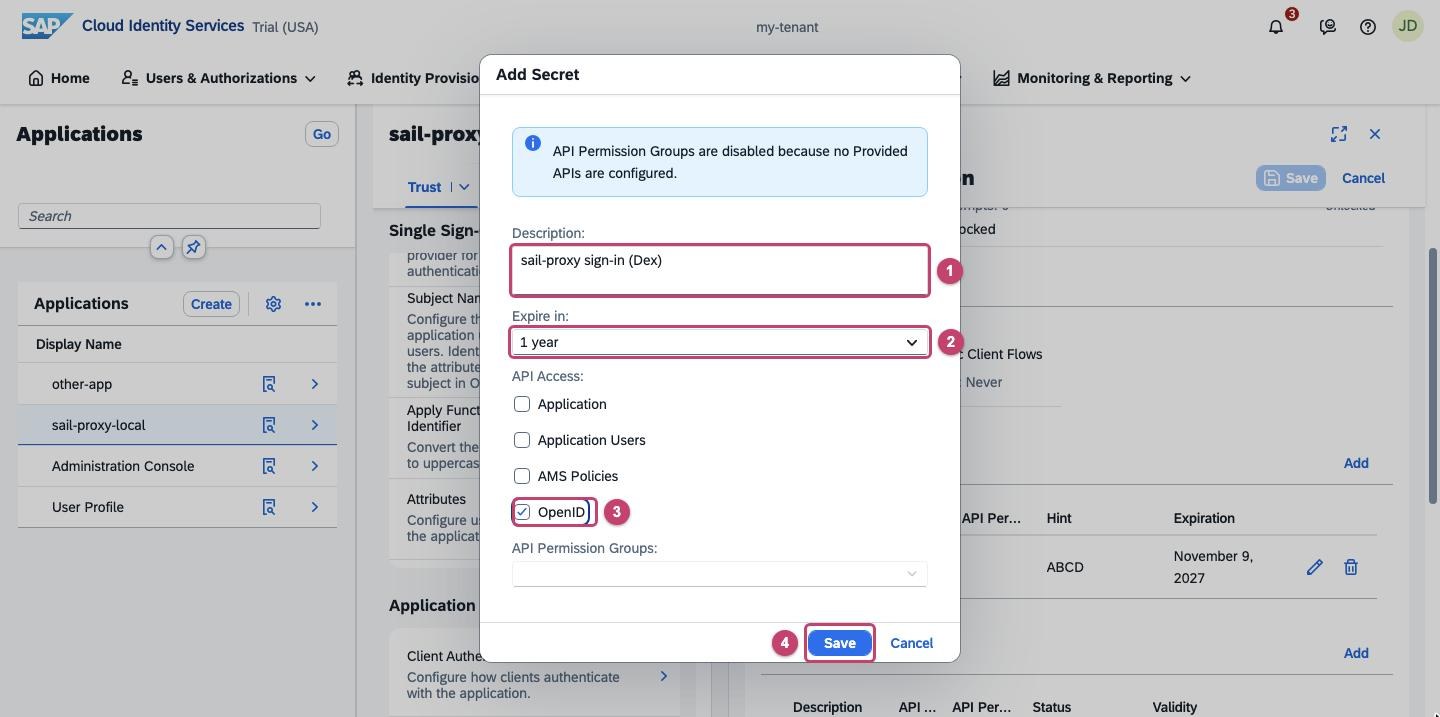 SAP Cloud Identity Services Trial (USA)
my-tenant
3
JD
Home
Users & Authorizations
Identity Provisio
Monitoring & Reporting
Applications
Go
Search
Applications
Create
Display Name
other-app
sail-proxy-local
Administration Console
User Profile
sail-proxy
Trust
Single Sign-
provider for
authenticati
Subject Nam
Configure th
application
users. Ident
the attribute
subject in O
Apply Funct
Identifier
Convert the
to uppercas
Attributes
Configure u
the applicat
Application
Client Authe
Configure how clients authenticate
with the application.
Add Secret
API Permission Groups are disabled because no Provided
APIs are configured.
Description:
sail-proxy sign-in (Dex)
1
Expire in:
1 year
2
API Access:
Application
Application Users
AMS Policies
OpenID
3
API Permission Groups:
4
Save
Cancel
n
Save
Cancel
Unlocked
ocked
c Client Flows
: Never
Add
API Per...
Hint
Expiration
ABCD
November 9,
2027
Add
Description
API ...
API Per...
Status
Validity